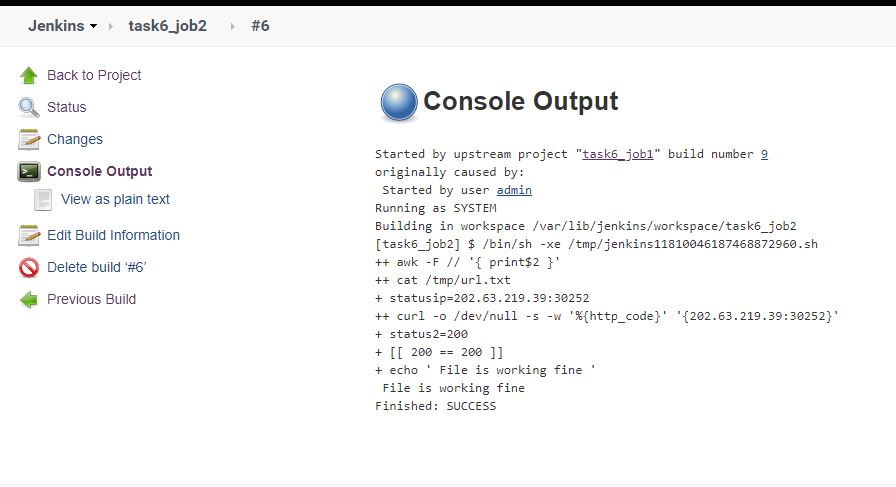 Jenkins task6_job2 #6
Back to Project
Status
Changes
Console Output
View as plain text
Edit Build Information
Delete build ‘#6’
Previous Build
Console Output
Started by upstream project "task6_job1" build number 9
originally caused by:
Started by user admin
Running as SYSTEM
Building in workspace /var/lib/jenkins/workspace/task6_job2
[task6_job2] $ /bin/sh -xe /tmp/jenkins11810046187468872960.sh
++ awk -F // '{ print$2 }'
++ cat /tmp/url.txt
+ statusip=202.63.219.39:30252
++ curl -o /dev/null -s -w '%{http_code}' '{202.63.219.39:30252}'
+ status2=200
+ [[ 200 == 200 ]]
+ echo ' File is working fine '
File is working fine
Finished: SUCCESS